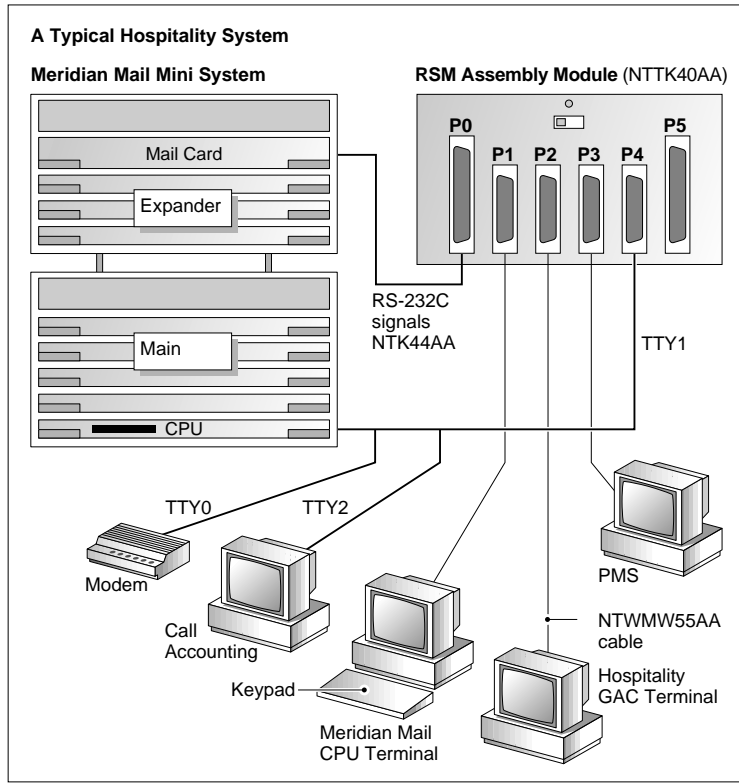 A Typical Hospitality System
Meridian Mail Mini System
RSM Assembly Module (NTTK40AA)
P0
P1
P2
P3
P4
P5
Mail Card
Expander
RS-232C
signals
NTK44AA
Main
TTY1
CPU
TTY0
TTY2
Modem
Call
Accounting
PMS
NTWMW55AA
cable
Keypad
Hospitality
GAC Terminal
Meridian Mail
CPU Terminal